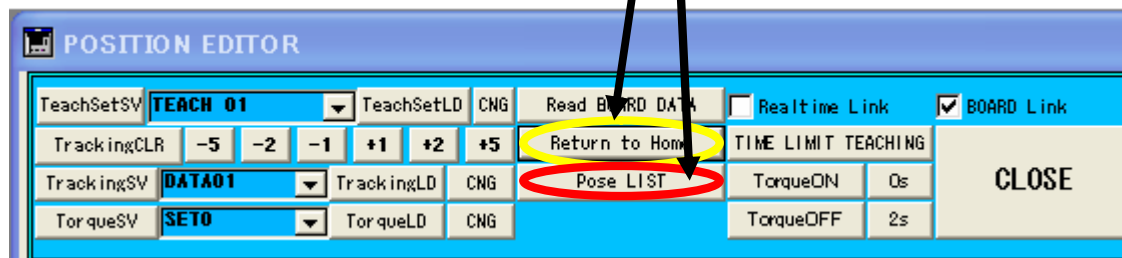 POSITION EDITOR
TeachSetSV TEACH 01 TeachSetLD CNG Read BOARD DATA Realtime Link BOARD Link
TrackingCLR -5 -2 -1 +1 +2 +5 Return to Home TIME LIMIT TEACHING
TrackingSV DATA01 TrackingLD CNG Pose LIST TorqueON 0s CLOSE
TorqueSV SET0 TorqueLD CNG TorqueOFF 2s